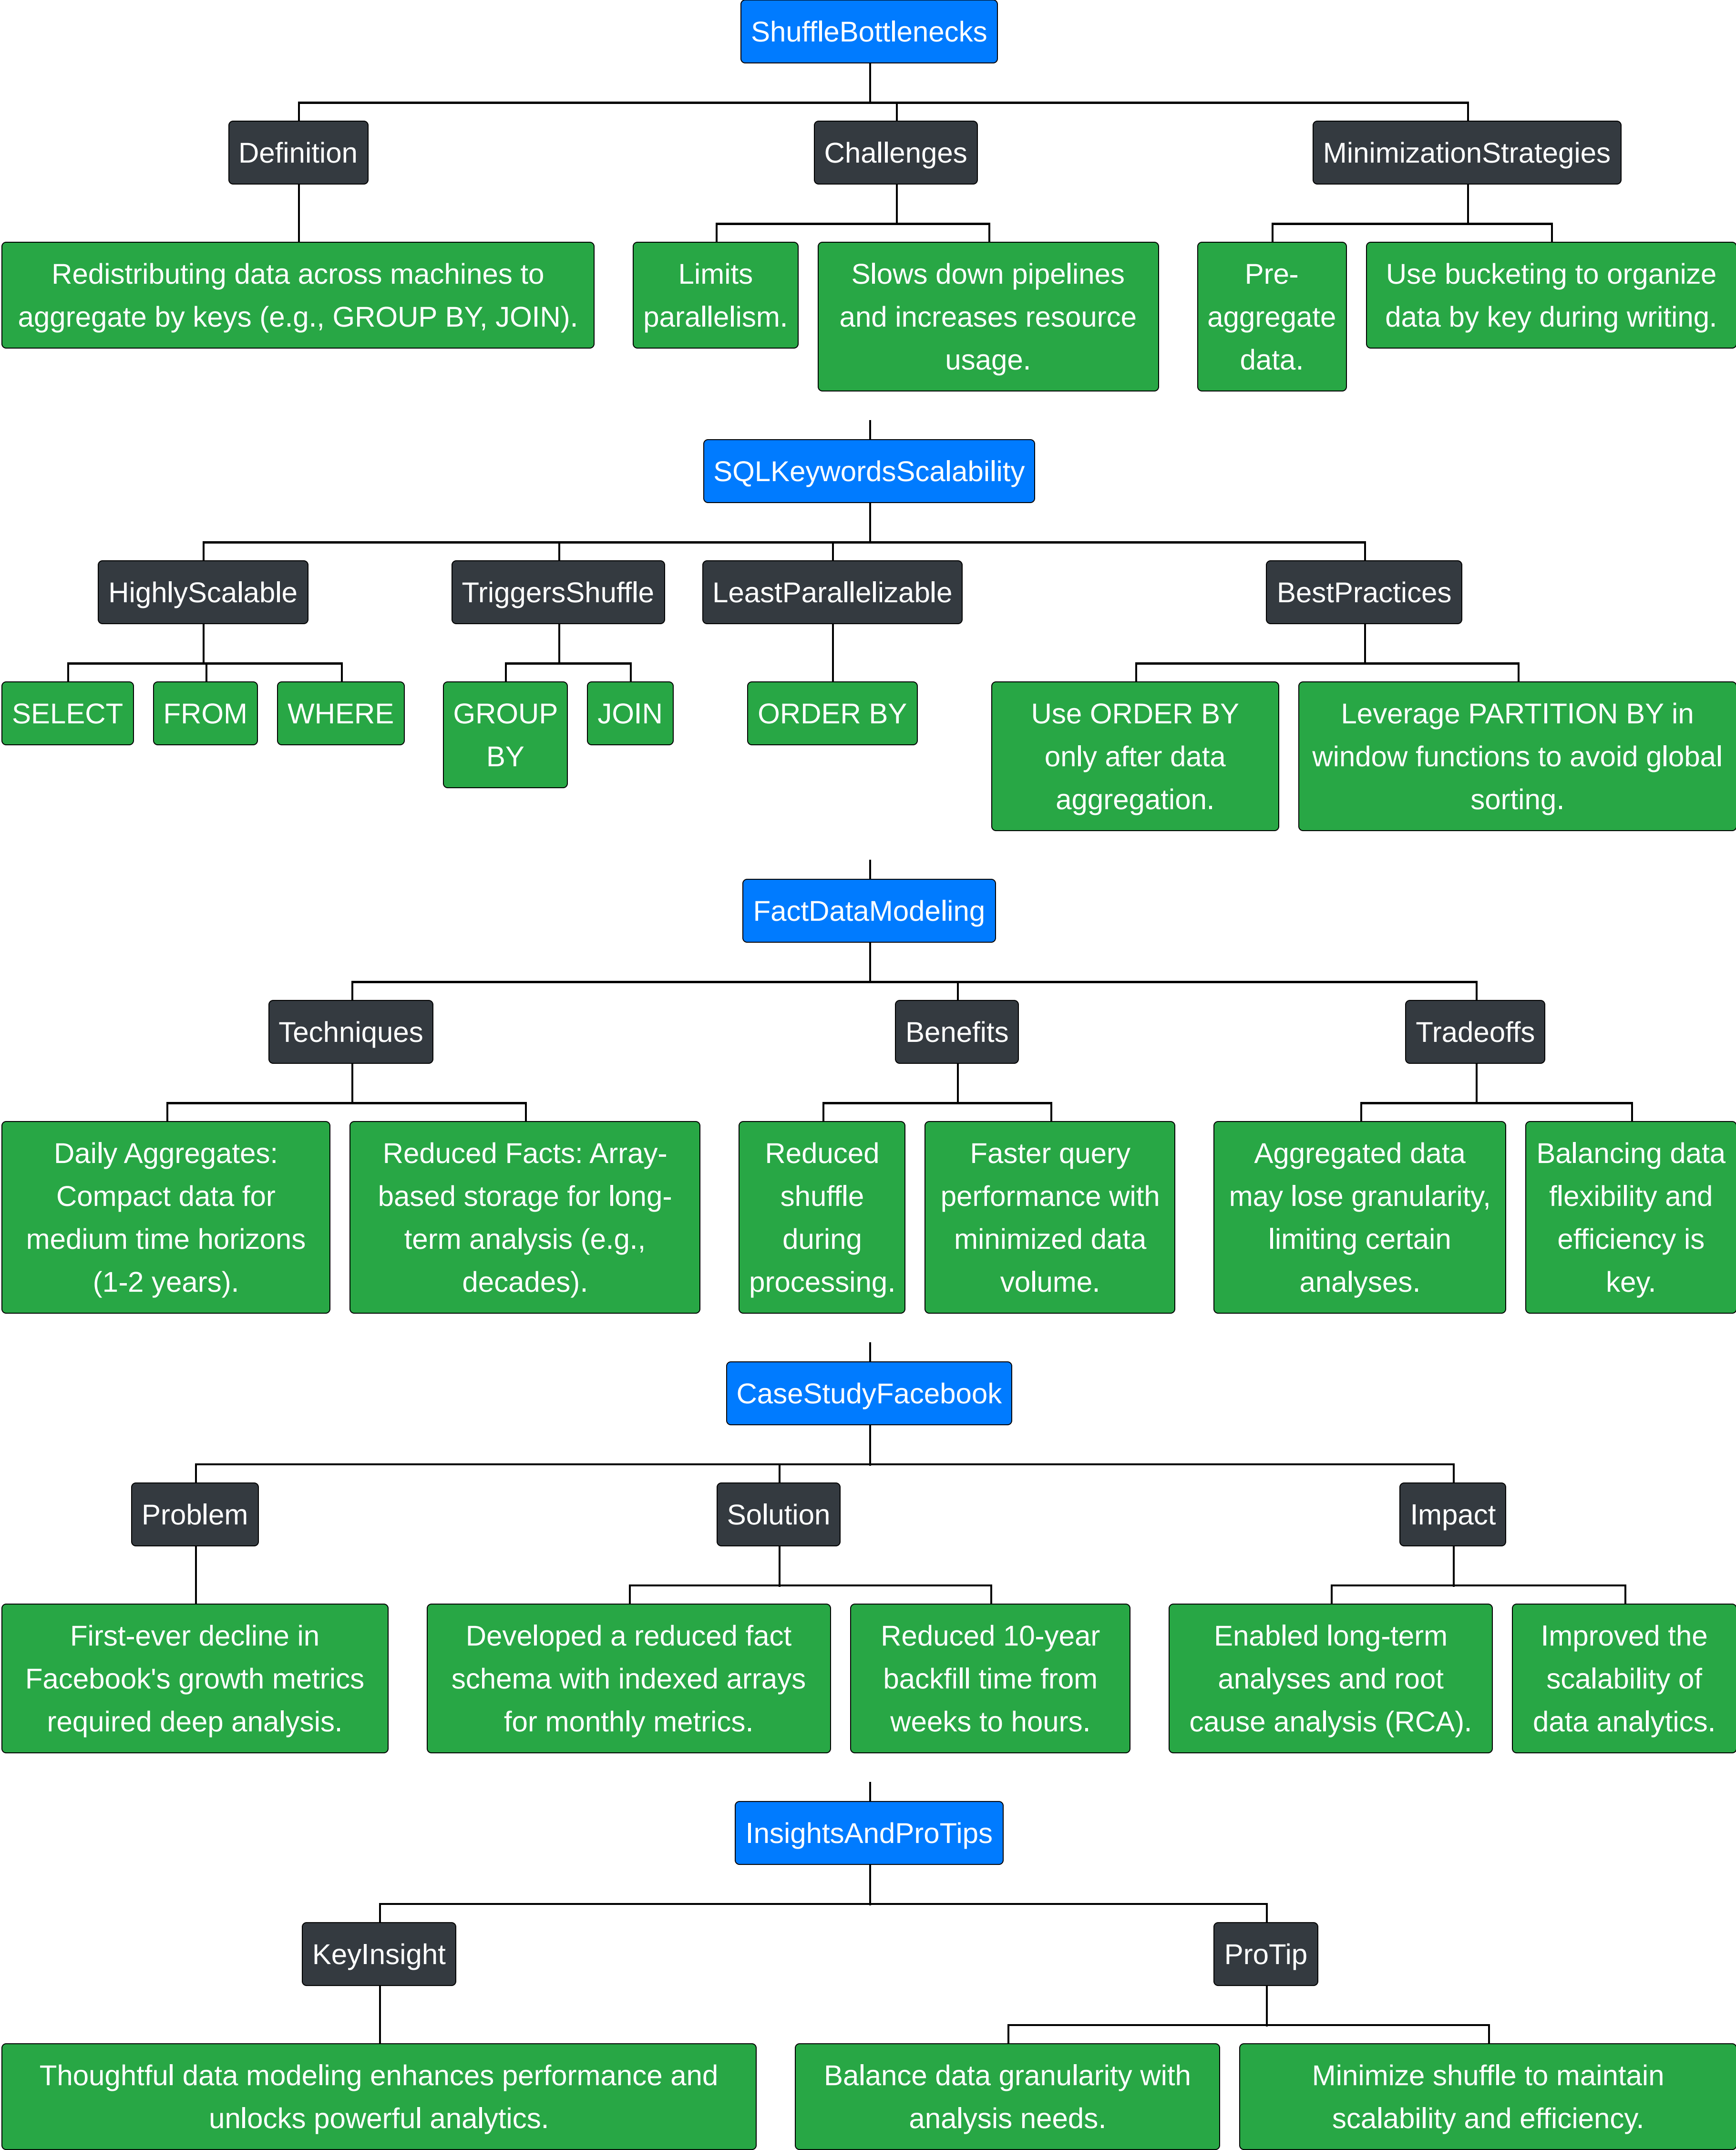 ShuffleBottlenecks
Definition
Challenges
MinimizationStrategies
Redistributing data across machines to
aggregate by keys (e.g., GROUP BY, JOIN).
Limits
parallelism.
Slows down pipelines
and increases resource
usage.
Pre-
aggregate
data.
Use bucketing to organize
data by key during writing.
SQLKeywordsScalability
HighlyScalable
TriggersShuffle
LeastParallelizable
BestPractices
SELECT
FROM
WHERE
GROUP
BY
JOIN
ORDER BY
Use ORDER BY
only after data
aggregation.
Leverage PARTITION BY in
window functions to avoid global
sorting.
FactDataModeling
Techniques
Benefits
Tradeoffs
Daily Aggregates:
Compact data for
medium time horizons
(1-2 years).
Reduced Facts: Array-
based storage for long-
term analysis (e.g.,
decades).
Reduced
shuffle
during
processing.
Faster query
performance with
minimized data
volume.
Aggregated data
may lose granularity,
limiting certain
analyses.
Balancing data
flexibility and
efficiency is
key.
CaseStudyFacebook
Problem
Solution
Impact
First-ever decline in
Facebook's growth metrics
required deep analysis.
Developed a reduced fact
schema with indexed arrays
for monthly metrics.
Reduced 10-year
backfill time from
weeks to hours.
Enabled long-term
analyses and root
cause analysis (RCA).
Improved the
scalability of
data analytics.
InsightsAndProTips
KeyInsight
ProTip
Thoughtful data modeling enhances performance and
unlocks powerful analytics.
Balance data granularity with
analysis needs.
Minimize shuffle to maintain
scalability and efficiency.